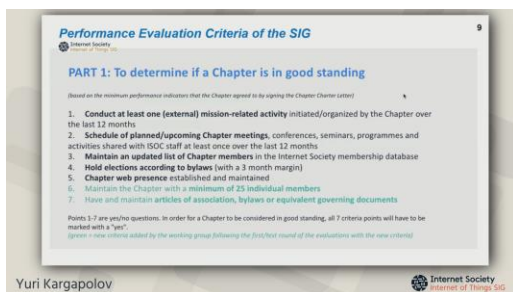 Performance Evaluation Criteria of the SIG
9
Internet Society
Internet of Things SIG
PART 1: To determine if a Chapter is in good standing
(based on the minimum performance indicators that the Chapter agreed to by signing the Chapter Charter Letter)
1. Conduct at least one (external) mission-related activity initiated/organized by the Chapter over
the last 12 months
2. Schedule of planned/upcoming Chapter meetings, conferences, seminars, programmes and
activities shared with ISOC staff at least once over the last 12 months
3. Maintain an updated list of Chapter members in the Internet Society membership database
4. Hold elections according to bylaws (with a 3 month margin)
5. Chapter web presence established and maintained
6. Maintain the Chapter with a minimum of 25 individual members
7. Have and maintain articles of association, bylaws or equivalent governing documents
Points 1-7 are yes/no questions. In order for a Chapter to be considered in good standing, all 7 criteria points will have to be
marked with a "yes".
(green = new criteria added by the working group following the first/test round of the evaluations with the new criteria)
Yuri Kargapolov
Internet Society
Internet of Things SIG